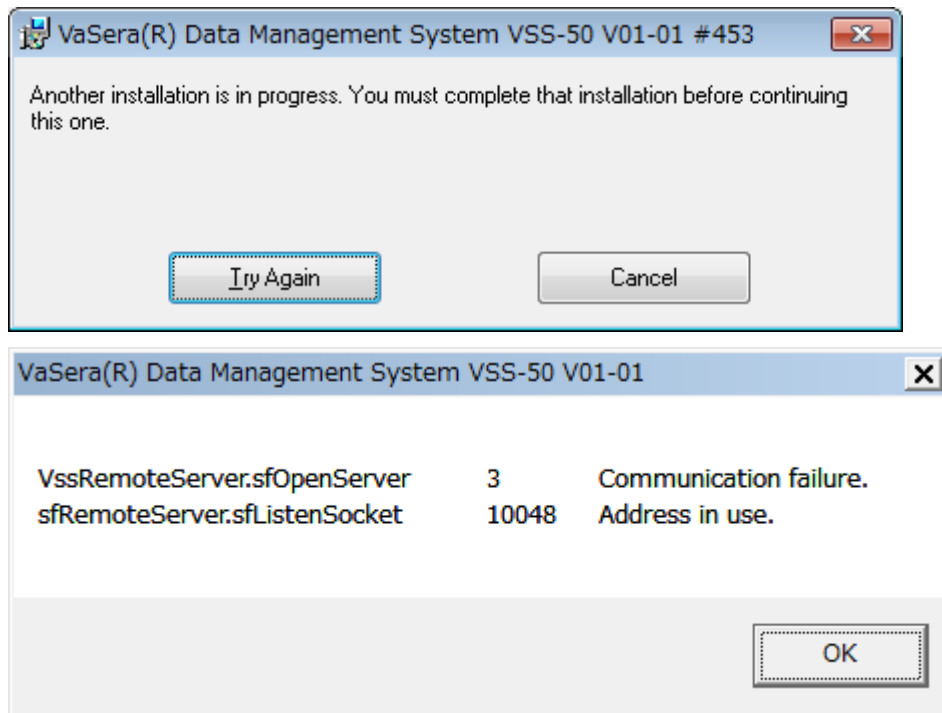 VaSera(R) Data Management System VSS-50 V01-01 #453
Another installation is in progress. You must complete that installation before continuing
this one.
Try Again
Cancel
VaSera(R) Data Management System VSS-50 V01-01
VssRemoteServer.sfOpenServer 3 Communication failure.
sfRemoteServer.sfListenSocket 10048 Address in use.
OK